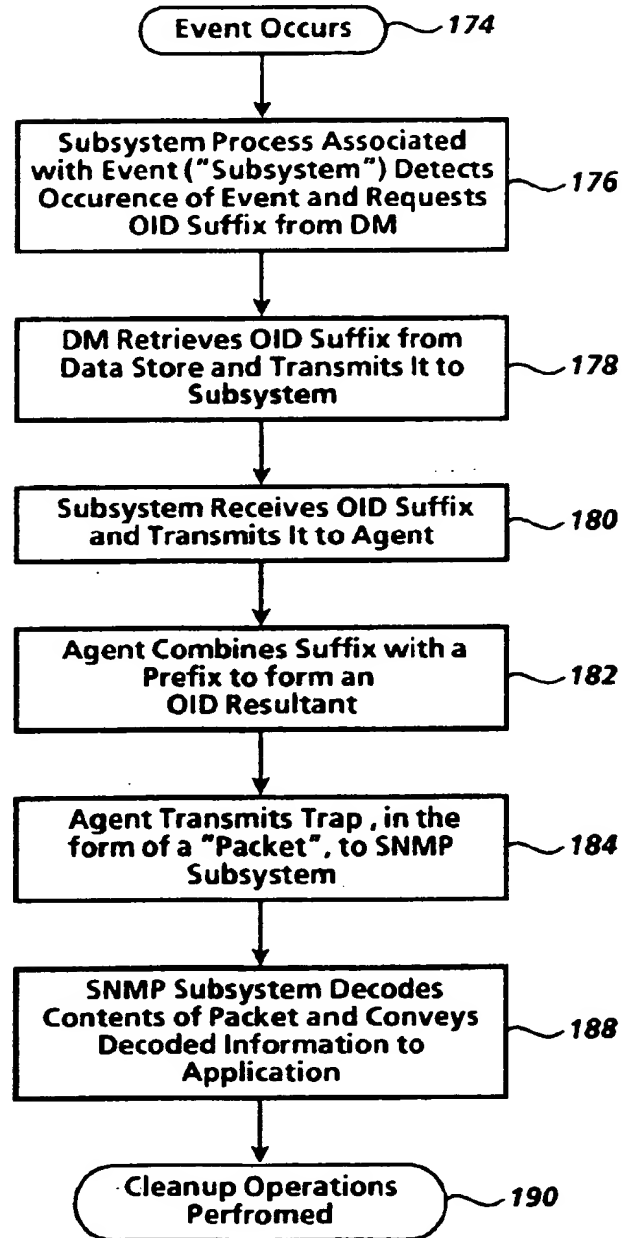 Event Occurs
174
Subsystem Process Associated
with Event ("Subsystem") Detects
Occurence of Event and Requests
OID Suffix from DM
176
DM Retrieves OID Suffix from
Data Store and Transmits It to
Subsystem
178
Subsystem Receives OID Suffix
and Transmits It to Agent
180
Agent Combines Suffix with a
Prefix to form an
OID Resultant
182
Agent Transmits Trap, in the
form of a "Packet", to SNMP
Subsystem
184
SNMP Subsystem Decodes
Contents of Packet and Conveys
Decoded Information to
Application
188
Cleanup Operations
Perfromed
190